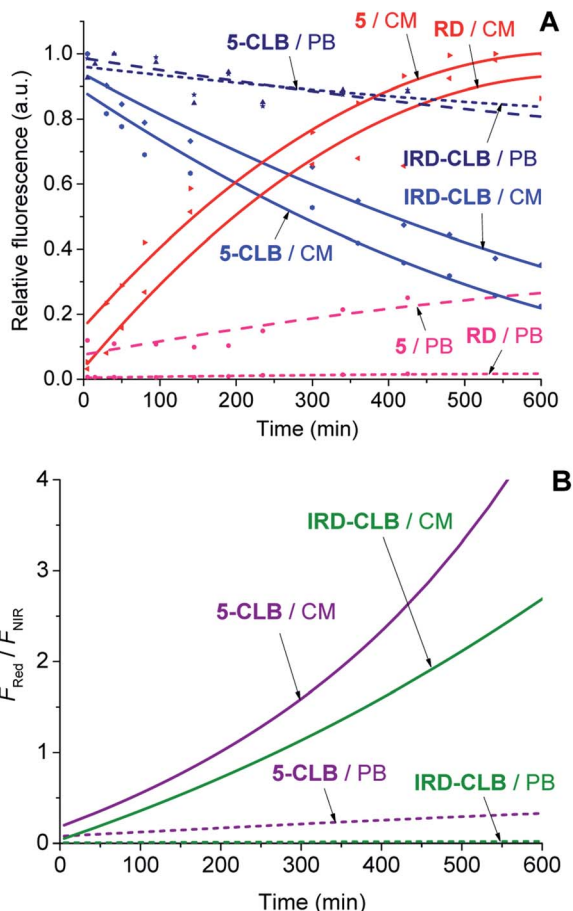 A
5 / CM
RD / CM
5-CLB / PB
IRD-CLB / PB
IRD-CLB / CM
5-CLB / CM
5 / PB
RD / PB
Relative fluorescence (a.u.)
1.0
0.8
0.6
0.4
0.2
0.0
0 100 200 300 400 500 600
Time (min)
B
IRD-CLB / CM
5-CLB / CM
5-CLB / PB
IRD-CLB / PB
F Red / F NIR
4
3
2
1
0
0 100 200 300 400 500 600
Time (min)